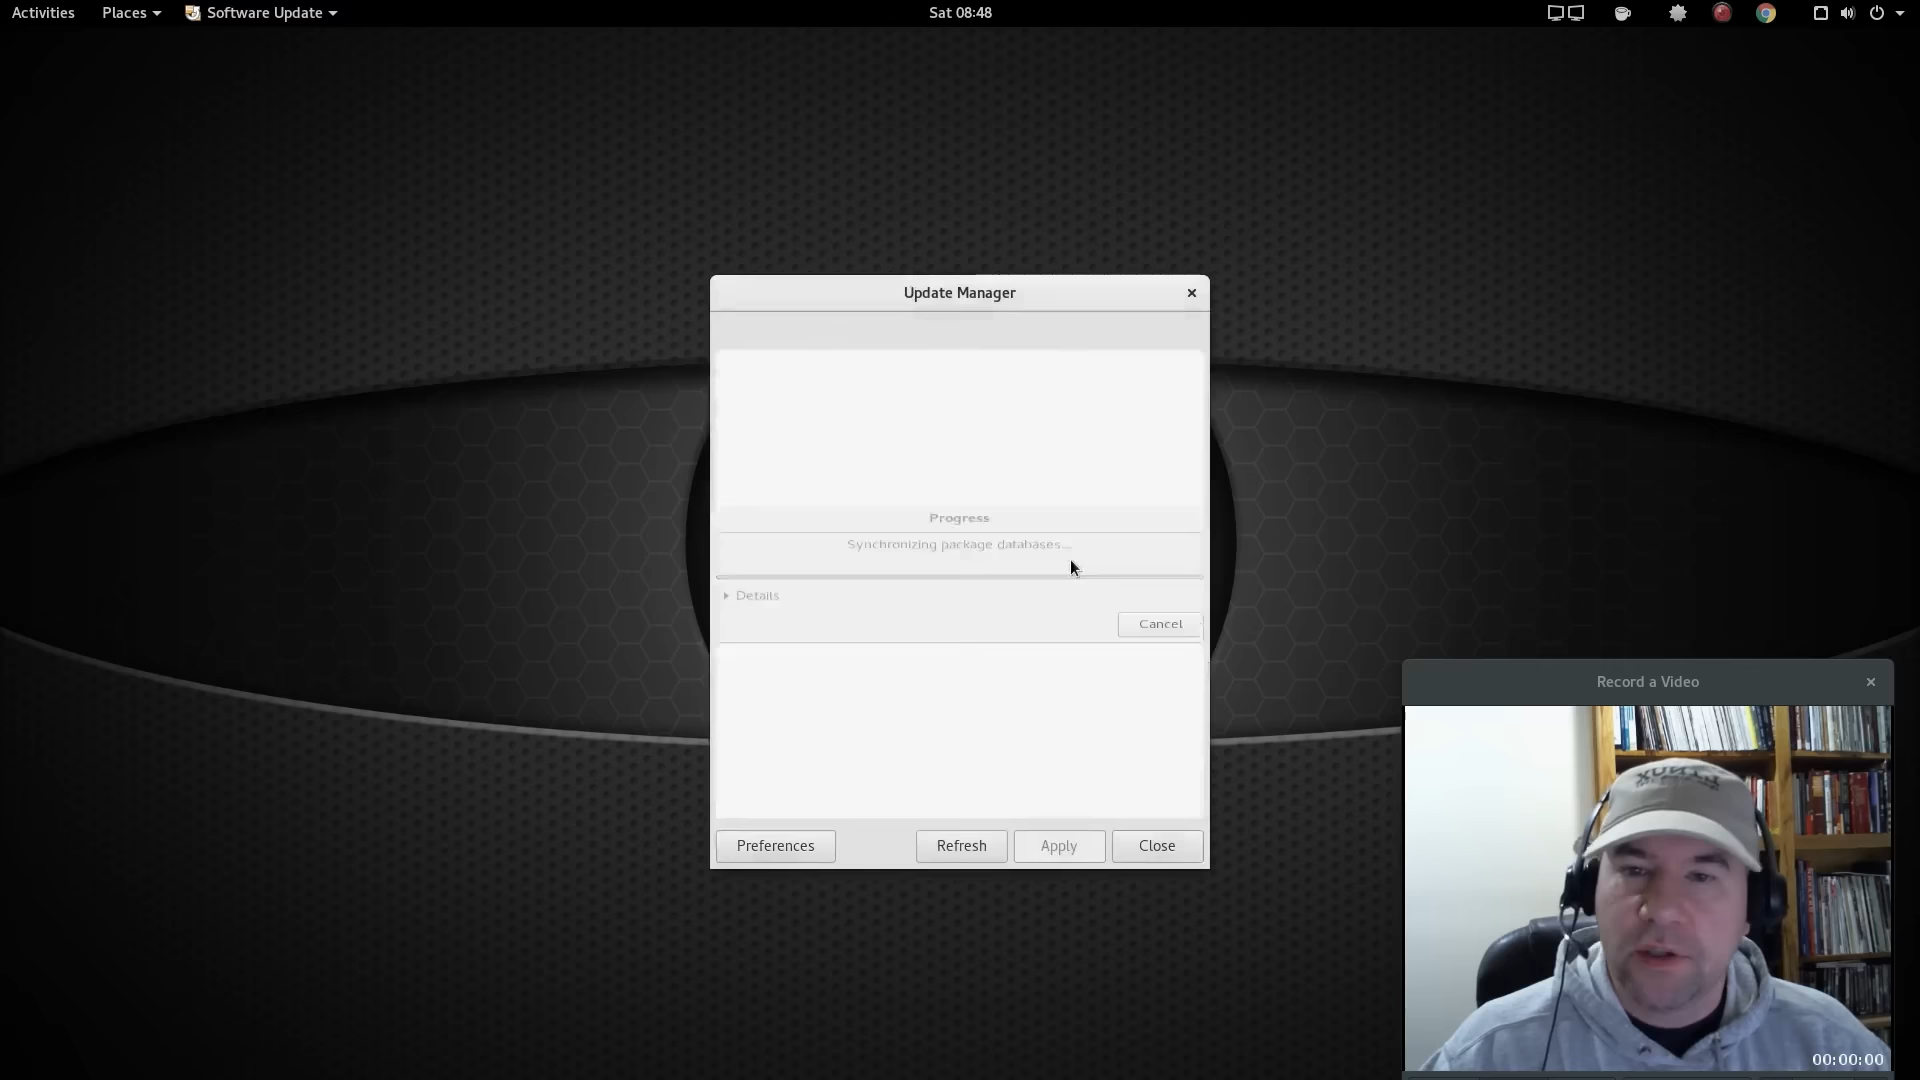 Activities
Places
Software Update
Sat 08:48
Update Manager
Progress
Synchronizing package databases...
Details
Cancel
Preferences
Refresh
Apply
Close
Record a Video
LINUX
00:00:00